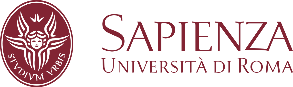 STVDIVM VRBIS
SAPIENZA
UNIVERSITÀ DI ROMA